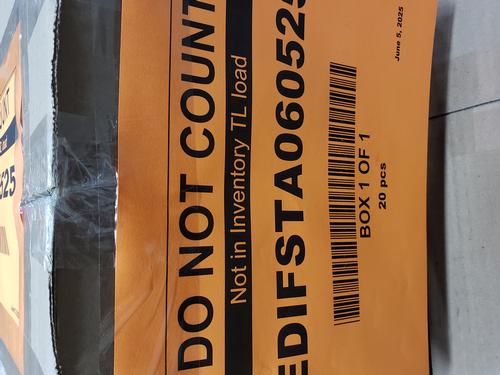 DO NOT COUNT
Not in Inventory TL load
EDIFSTA060525
BOX 1 OF 1
20 pcs
June 5, 2025